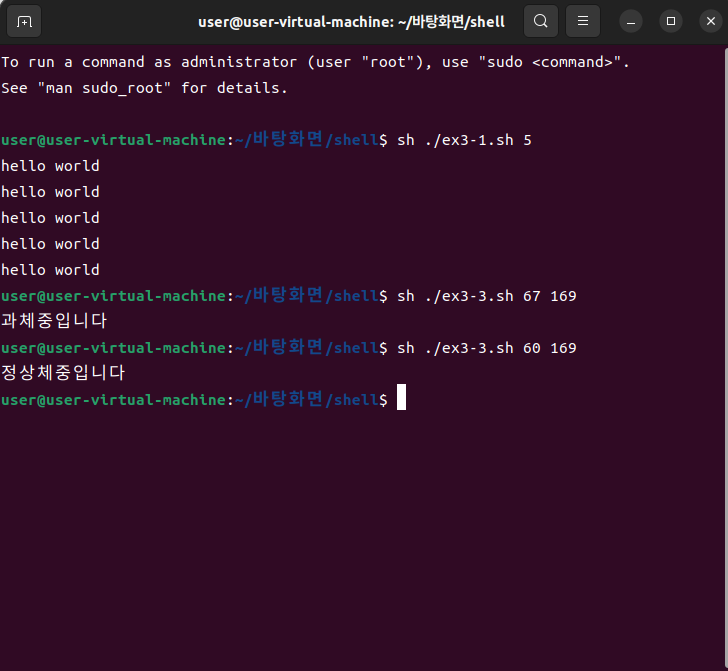 user@user-virtual-machine: ~/바탕화면/shell
To run a command as administrator (user "root"), use "sudo <command>".
See "man sudo_root" for details.
user@user-virtual-machine:~/바탕화면/shell$ sh ./ex3-1.sh 5
hello world
hello world
hello world
hello world
hello world
user@user-virtual-machine:~/바탕화면/shell$ sh ./ex3-3.sh 67 169
과체중입니다
user@user-virtual-machine:~/바탕화면/shell$ sh ./ex3-3.sh 60 169
정상체중입니다
user@user-virtual-machine:~/바탕화면/shell$